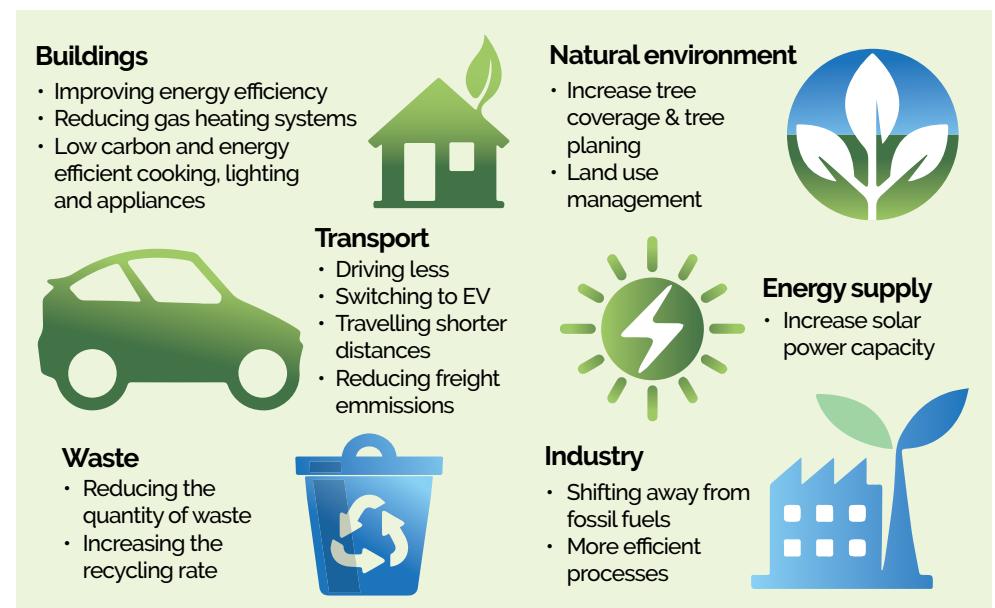 Buildings
• Improving energy efficiency
• Reducing gas heating systems
• Low carbon and energy
efficient cooking, lighting
and appliances
Natural environment
• Increase tree
coverage & tree
planing
• Land use
management
Transport
• Driving less
• Switching to EV
• Travelling shorter
distances
• Reducing freight
emmissions
Energy supply
• Increase solar
power capacity
Waste
• Reducing the
quantity of waste
• Increasing the
recycling rate
Industry
• Shifting away from
fossil fuels
• More efficient
processes